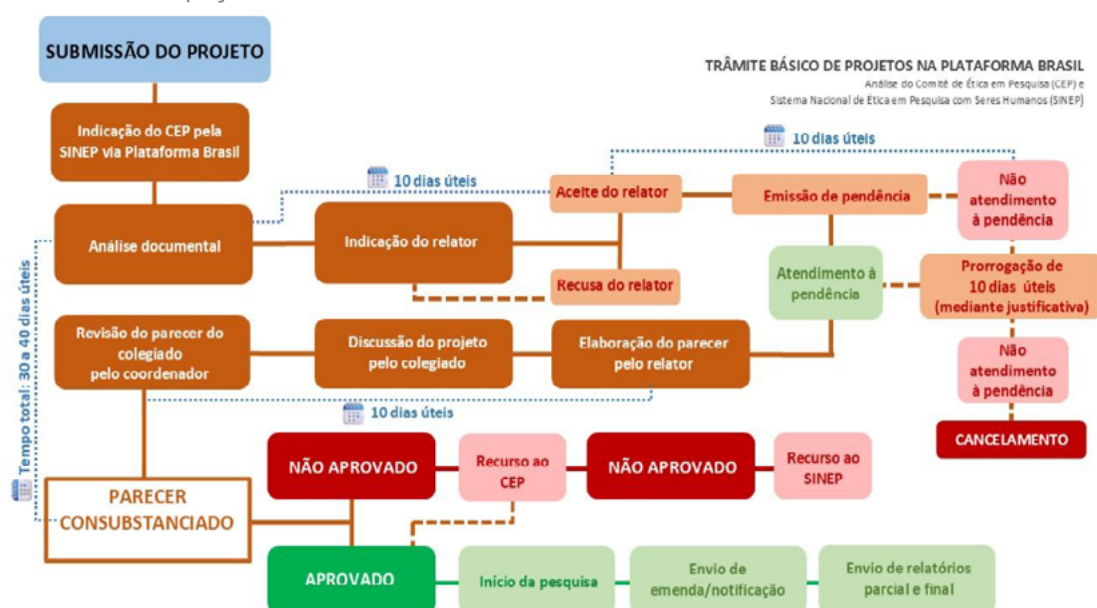 SUBMISSÃO DO PROJETO
TRÂMITE BÁSICO DE PROJETOS NA PLATAFORMA BRASIL
Análise do Comitê de Ética em Pesquisa (CEP) e
Sistema Nacional de Ética em Pesquisa com Seres Humanos (SINEP)
Indicação do CEP pela
SINEP via Plataforma Brasil
10 dias úteis
10 dias úteis
Análise documental
Indicação do relator
Aceite do relator
Recusa do relator
Emissão de pendência
Não
atendimento
à pendência
Atendimento à
pendência
Prorrogação de
10 dias úteis
(mediante justificativa)
Não
atendimento
à pendência
CANCELAMENTO
Revisão do parecer do
colegiado
pelo coordenador
Discussão do projeto
pelo colegiado
Elaboração do parecer
pelo relator
10 dias úteis
Tempo total: 30 a 40 dias úteis
PARECER
CONSUBSTANCIADO
NÃO APROVADO
Recurso ao
CEP
NÃO APROVADO
Recurso ao
SINEP
APROVADO
Início da pesquisa
Envio de
emenda/notificação
Envio de relatórios
parcial e final